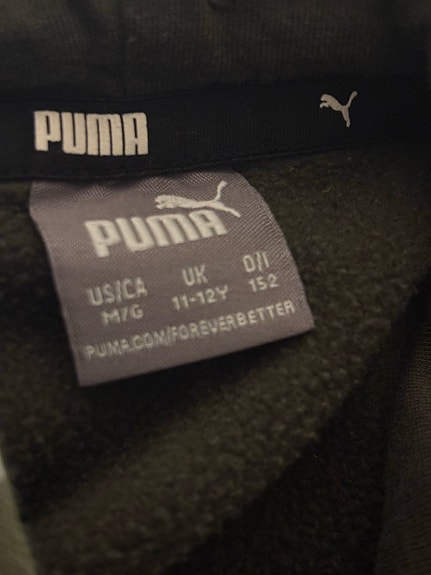 PUMA
PUMA
US/CA UK D/I
M/G 11-12Y 152
PUMA.COM/FOREVERBETTER